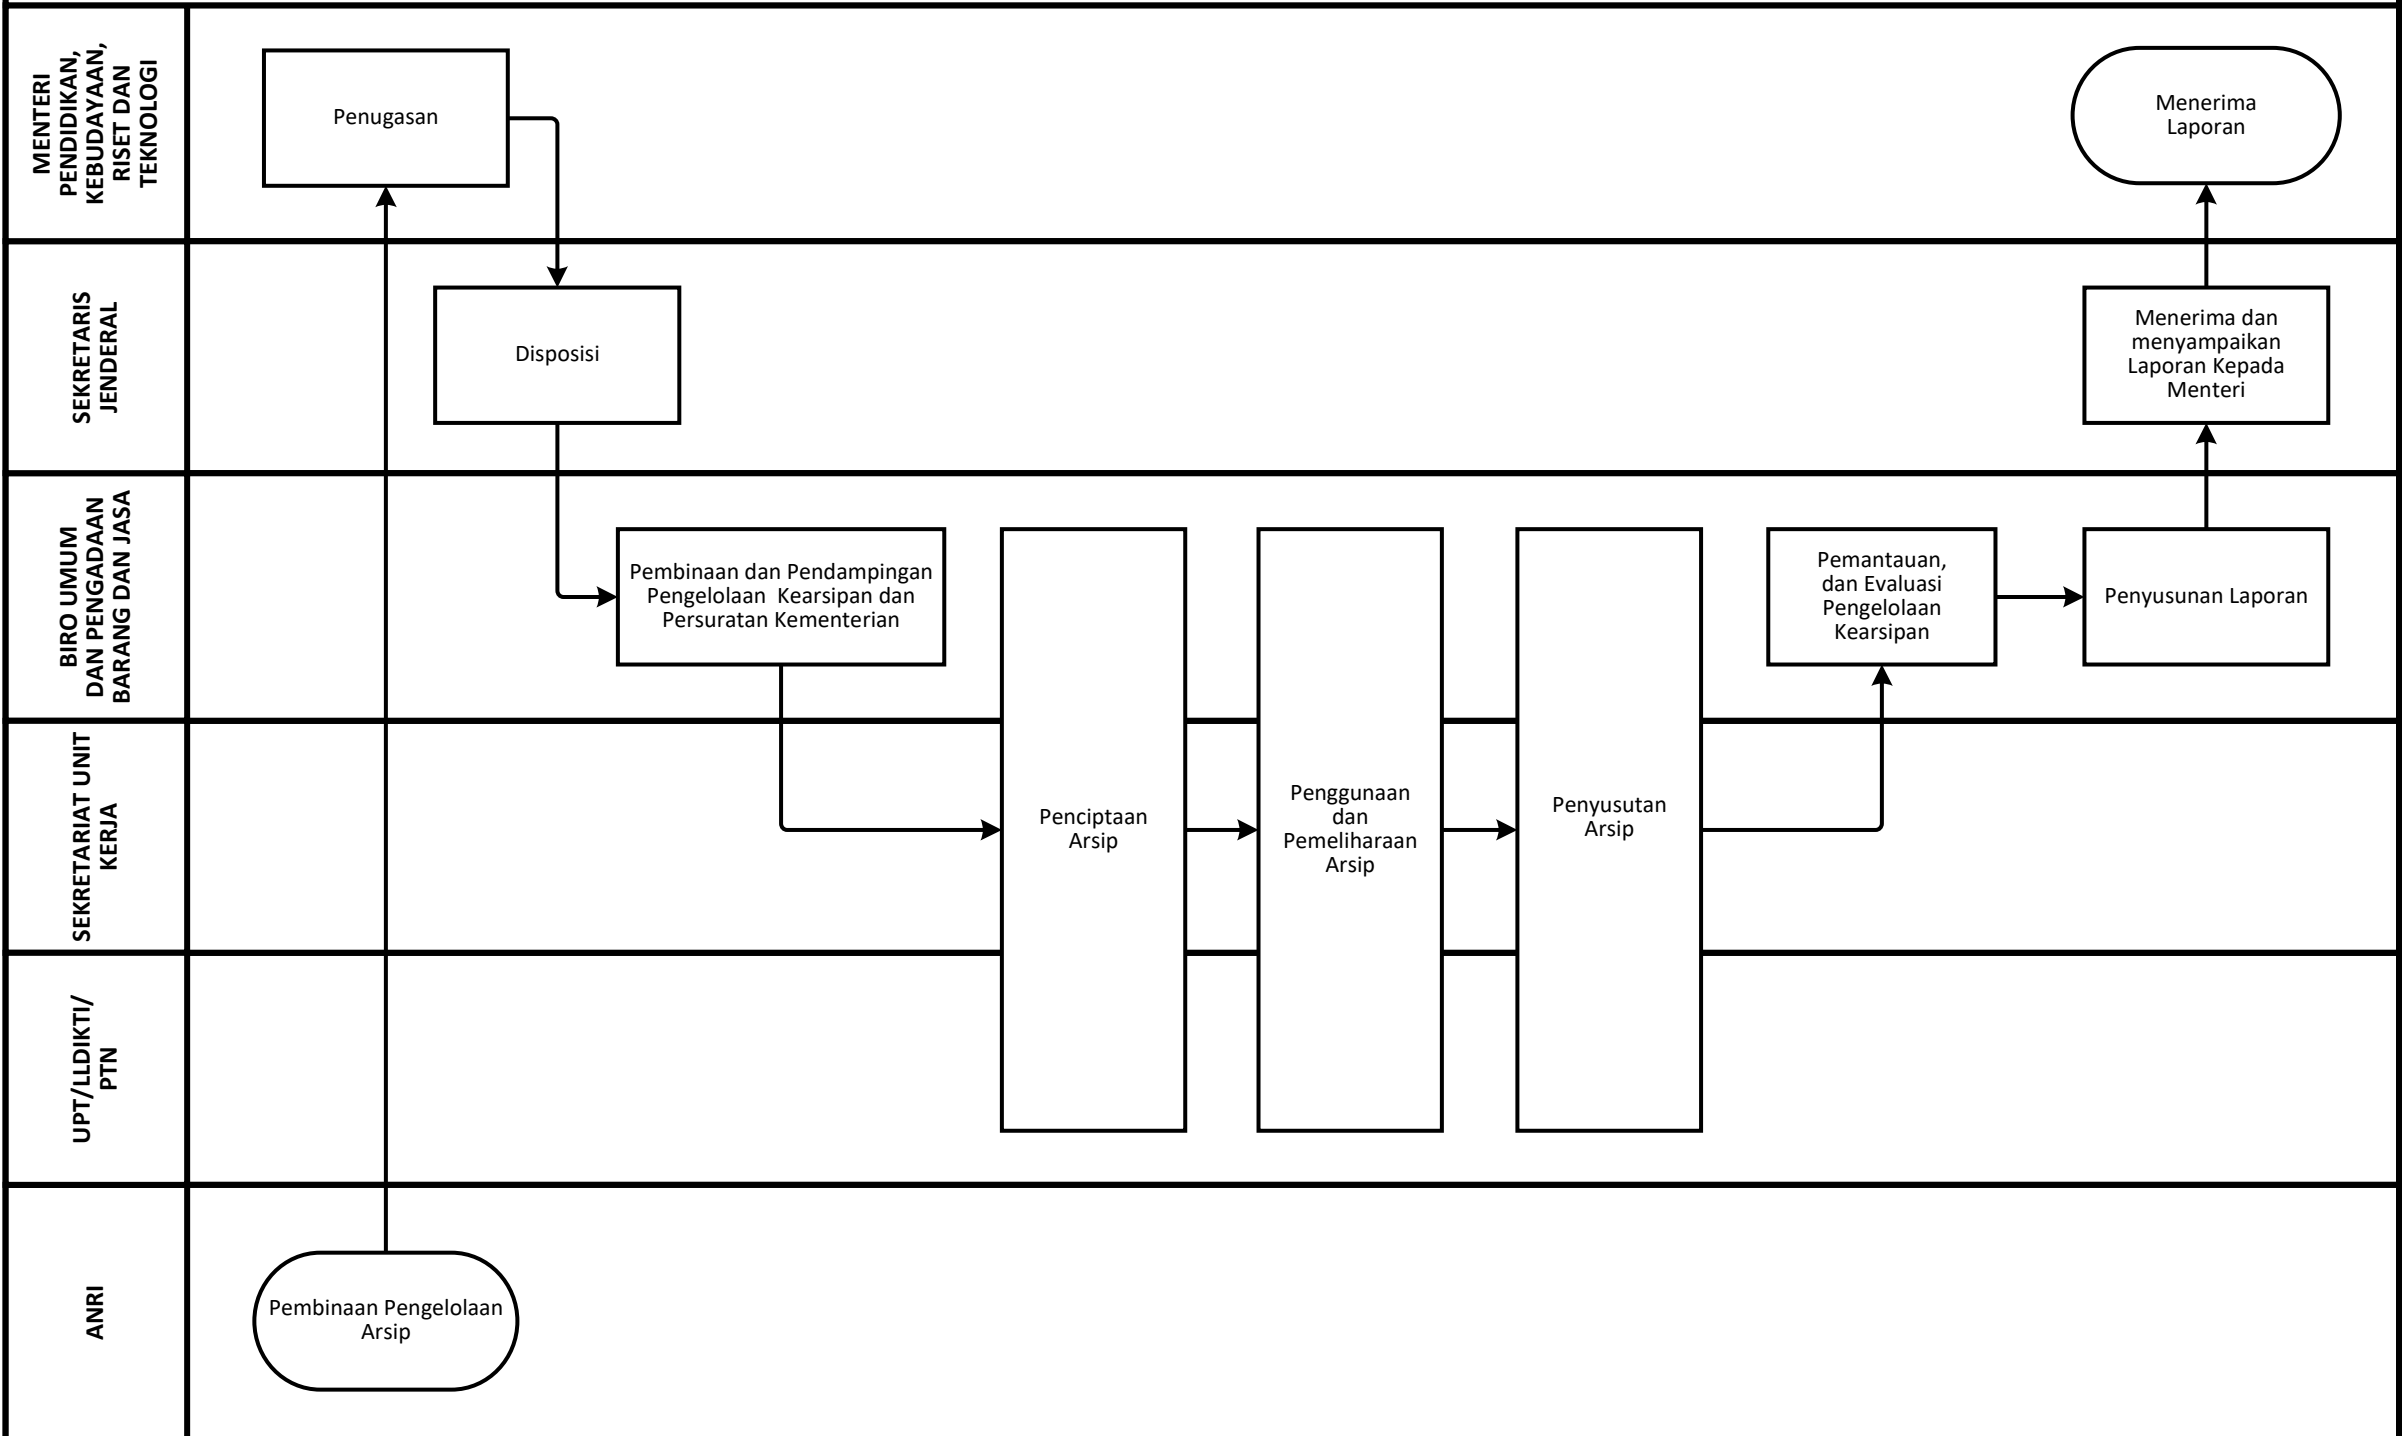 MENTERI
PENDIDIKAN,
KEBUDAYAAN,
RISET DAN
TEKNOLOGI
Penugasan
Menerima
Laporan
SEKRETARIS
JENDERAL
Disposisi
Menerima dan
menyampaikan
Laporan Kepada
Menteri
BIRO UMUM
DAN PENGADAAN
BARANG DAN JASA
Pembinaan dan Pendampingan
Pengelolaan Kearsipan dan
Persuratan Kementerian
Pemantauan,
dan Evaluasi
Pengelolaan
Kearsipan
Penyusunan Laporan
SEKRETARIAT UNIT
KERJA
Penciptaan
Arsip
Penggunaan
dan
Pemeliharaan
Arsip
Penyusutan
Arsip
UPT/LLDIKTI/
PTN
ANRI
Pembinaan Pengelolaan
Arsip